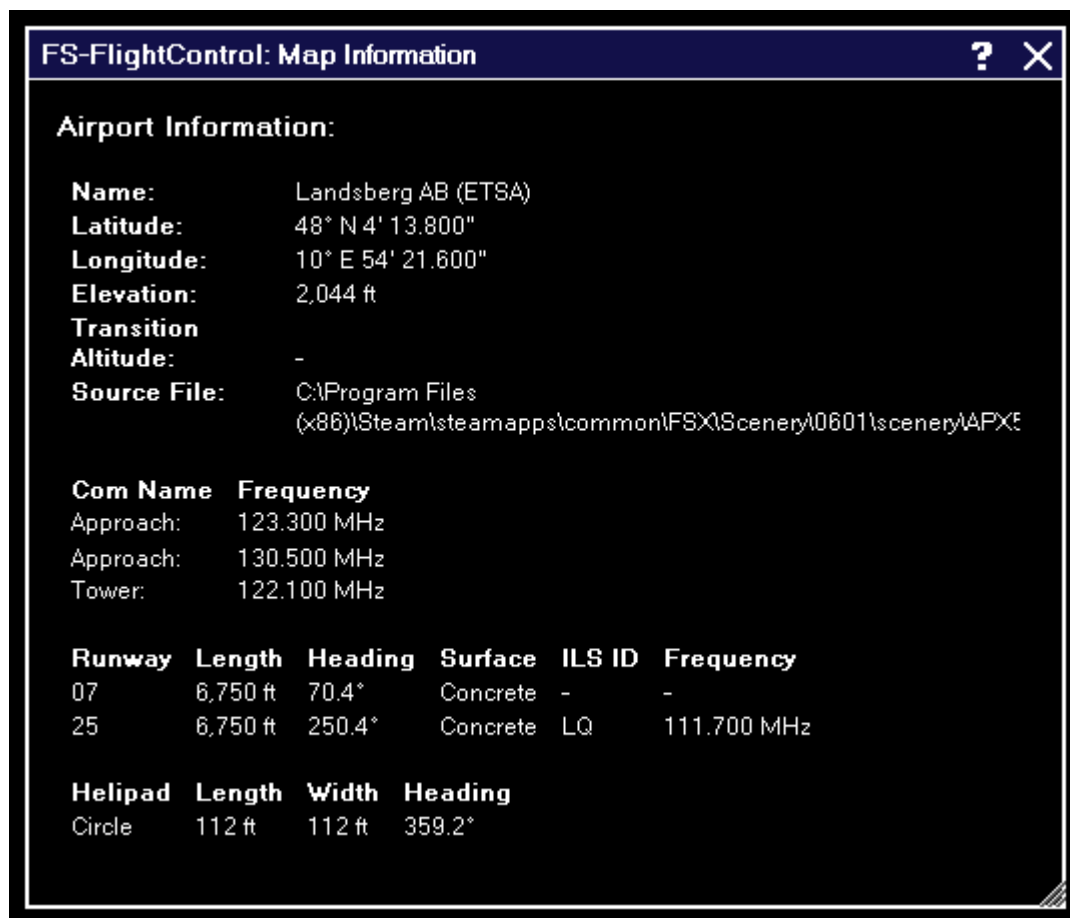 FS-FlightControl: Map Information ? X
Airport Information:
Name: Landsberg AB (ETSA)
Latitude: 48° N 4' 13.800"
Longitude: 10° E 54' 21.600"
Elevation: 2,044 ft
Transition
Altitude: -
Source File: C:\Program Files
(x86)\Steam\steamapps\common\FSX\Scenery\0601\scenery\APX5
Com Name Frequency
Approach: 123.300 MHz
Approach: 130.500 MHz
Tower: 122.100 MHz
Runway Length Heading Surface ILS ID Frequency
07 6,750 ft 70.4° Concrete - -
25 6,750 ft 250.4° Concrete LQ 111.700 MHz
Helipad Length Width Heading
Circle 112 ft 112 ft 359.2°